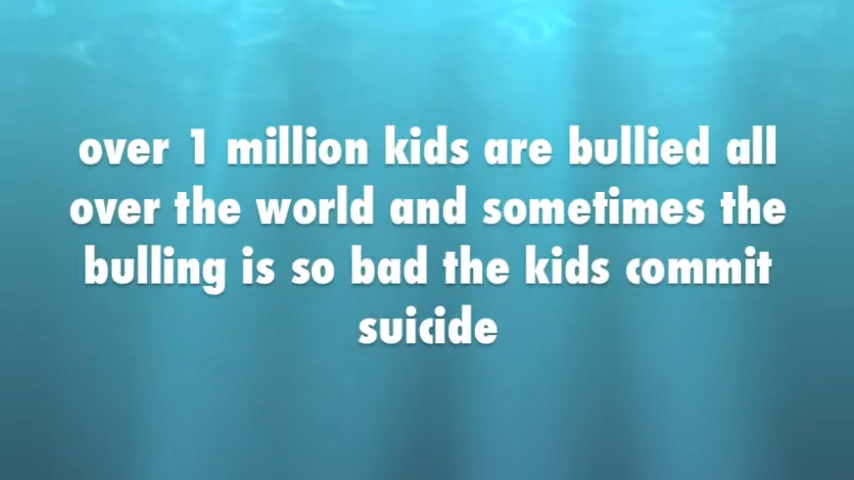 over 1 million kids are bullied all
over the world and sometimes the
bulling is so bad the kids commit
suicide